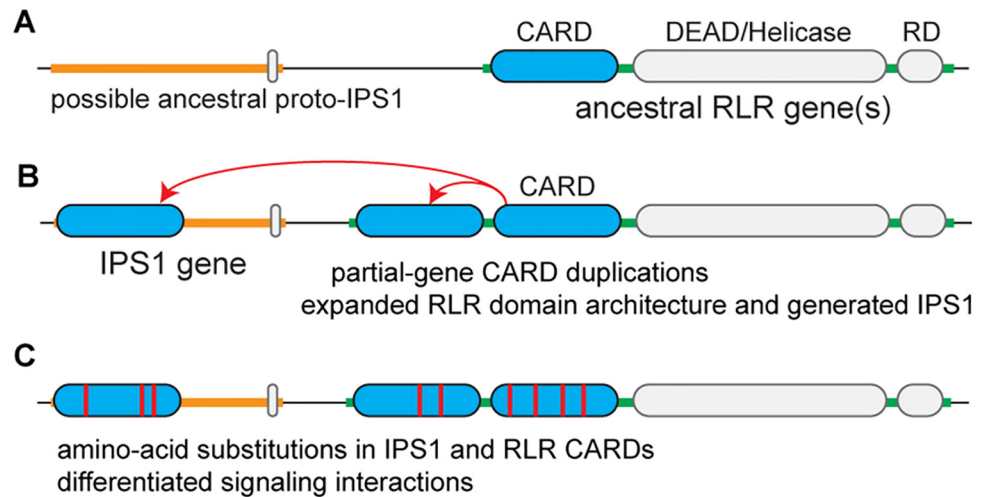 A
CARD
DEAD/Helicase
RD
possible ancestral proto-IPS1
ancestral RLR gene(s)
B
CARD
IPS1 gene
partial-gene CARD duplications
expanded RLR domain architecture and generated IPS1
C
amino-acid substitutions in IPS1 and RLR CARDs
differentiated signaling interactions